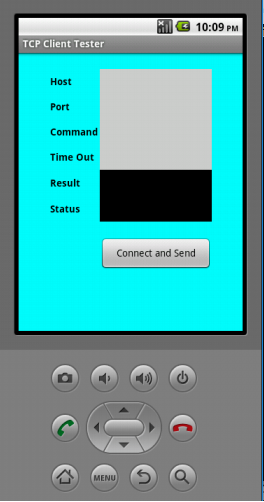 10:09 PM
TCP Client Tester
Host
Port
Command
Time Out
Result
Status
Connect and Send
MENU